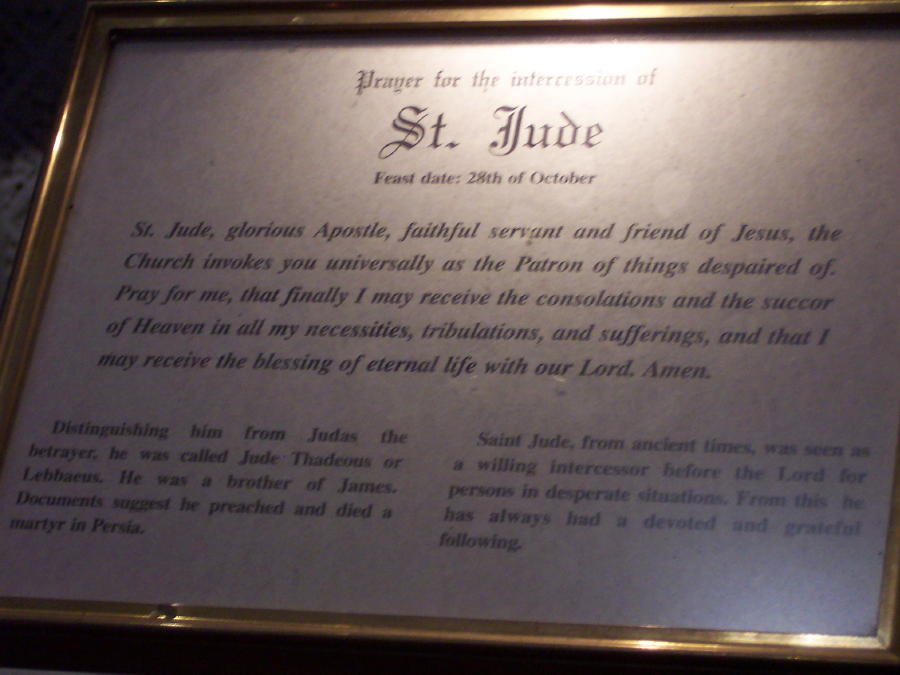 Prayer for the intercession of
St. Jude
Feast date: 28th of October
St. Jude, glorious Apostle, faithful servant and friend of Jesus, the
Church invokes you universally as the Patron of things despaired of.
Pray for me, that finally I may receive the consolations and the succor
of Heaven in all my necessities, tribulations, and sufferings, and that I
may receive the blessing of eternal life with our Lord. Amen.
Distinguishing him from Judas the
betrayer, he was called Jude Thadeous or
Lebbaeus. He was a brother of James.
Documents suggest he preached and died a
martyr in Persia.
Saint Jude, from ancient times, was seen as
a willing intercessor before the Lord for
persons in desperate situations. From this he
has always had a devoted and grateful
following.